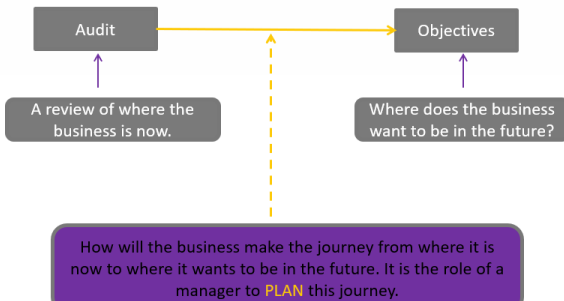 Audit
Objectives
A review of where the
business is now.
Where does the business
want to be in the future?
How will the business make the journey from where it is
now to where it wants to be in the future. It is the role of a
manager to PLAN this journey.